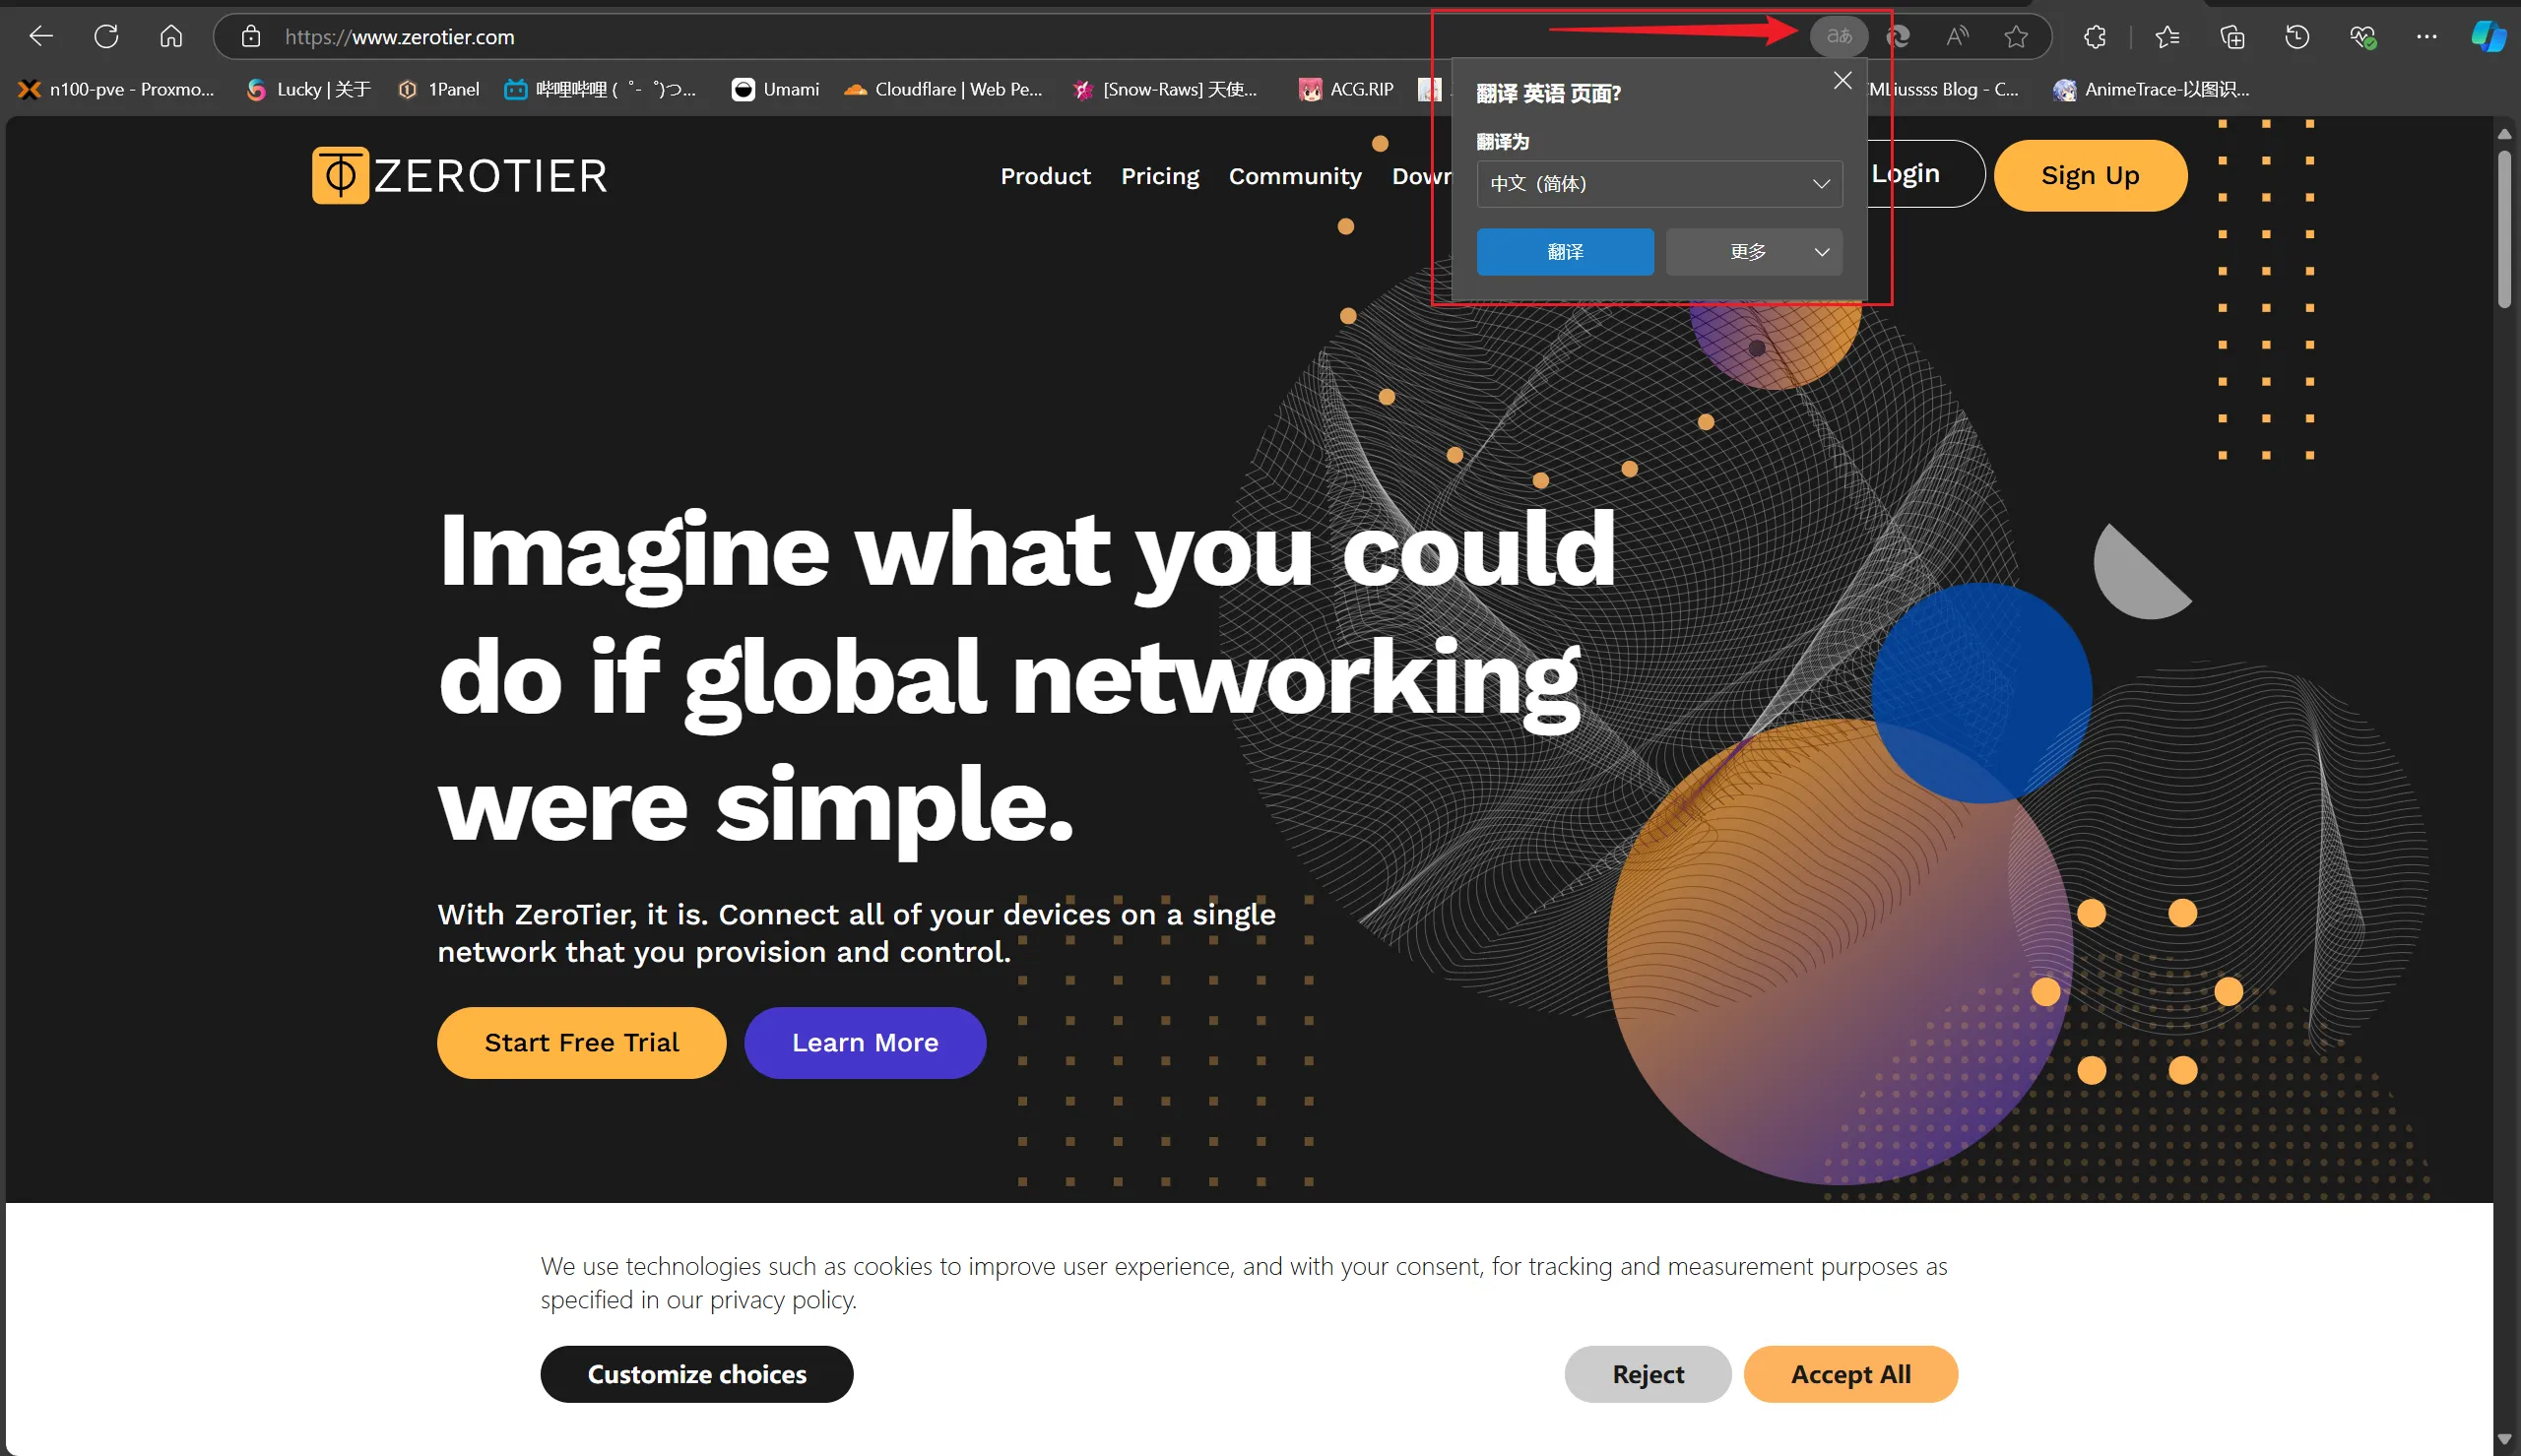 https://www.zerotier.com
aあ
n100-pve - Proxmo...
Lucky | 关于
1Panel
哔哩哔哩 (゜-゜)つ...
Umami
Cloudflare | Web Pe...
[Snow-Raws] 天使...
ACG.RIP
MLiussss Blog - C...
AnimeTrace-以图识...
翻译 英语 页面?
翻译为
中文 (简体)
翻译
更多
ZEROTIER
Product
Pricing
Community
Down
Login
Sign Up
Imagine what you could
do if global networking
were simple.
With ZeroTier, it is. Connect all of your devices on a single
network that you provision and control.
Start Free Trial
Learn More
We use technologies such as cookies to improve user experience, and with your consent, for tracking and measurement purposes as
specified in our privacy policy.
Customize choices
Reject
Accept All